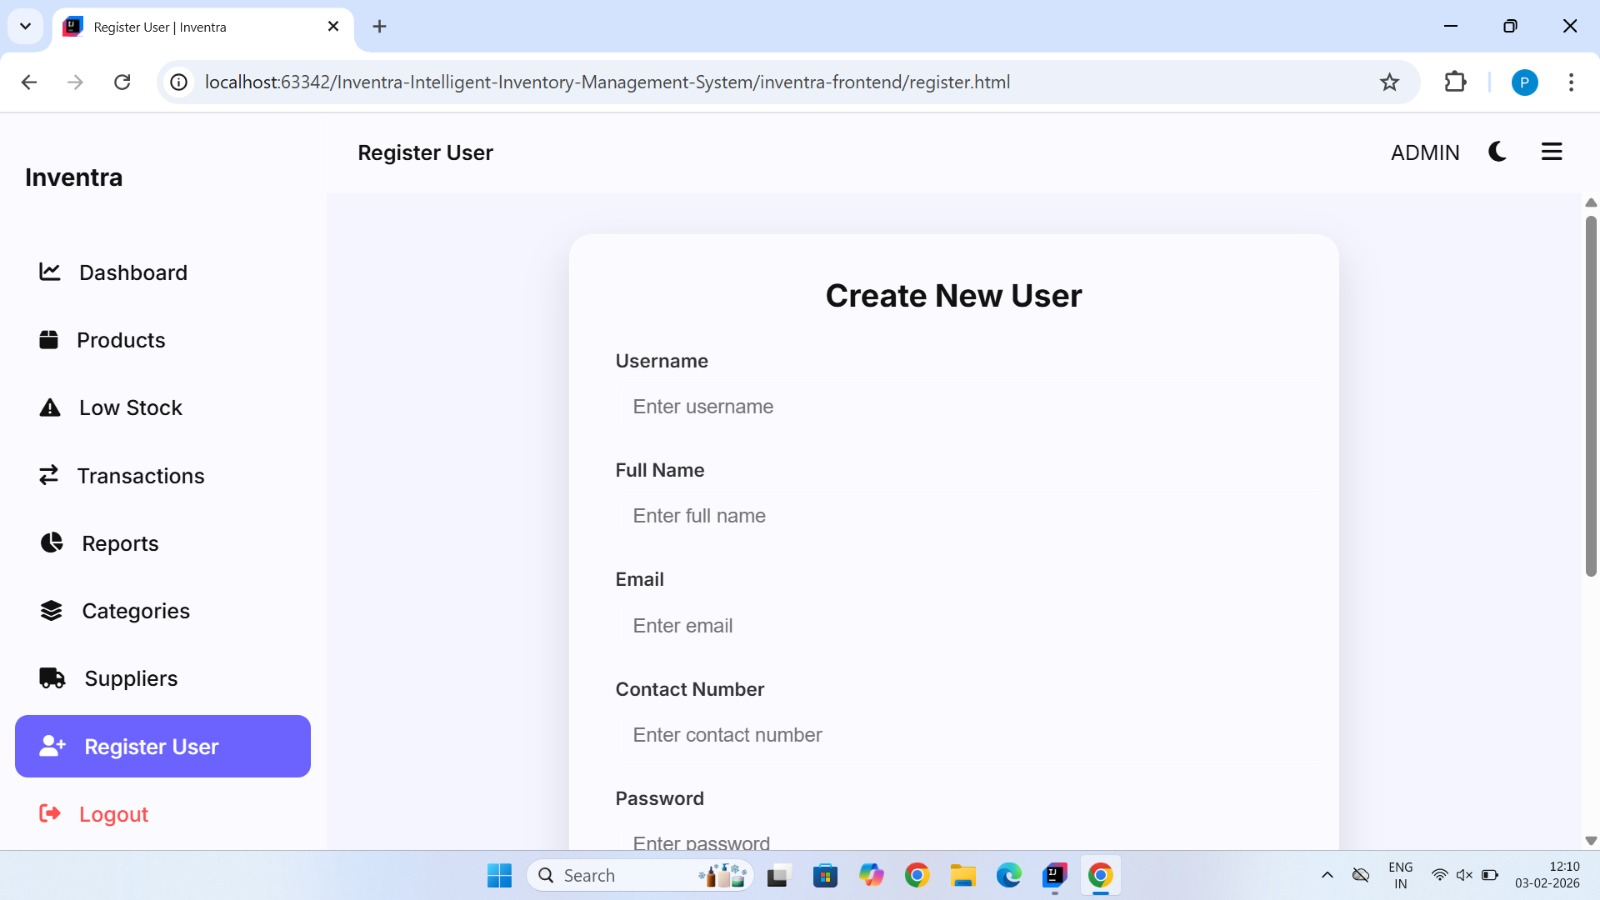 Register User | Inventra
localhost:63342/Inventra-Intelligent-Inventory-Management-System/inventra-frontend/register.html
P
Inventra
Register User
ADMIN
Dashboard
Products
Low Stock
Transactions
Reports
Categories
Suppliers
Register User
Logout
Create New User
Username
Enter username
Full Name
Enter full name
Email
Enter email
Contact Number
Enter contact number
Password
Enter password
Search
ENG
IN
12:10
03-02-2026